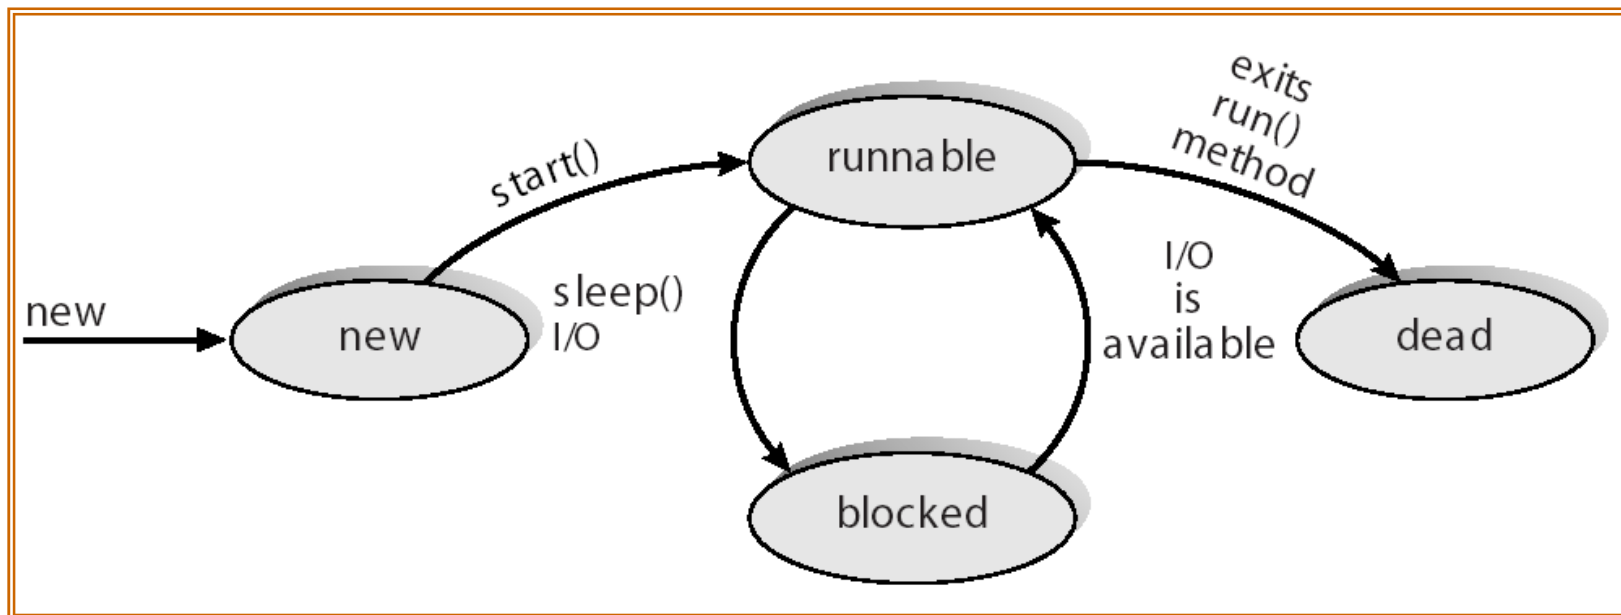 new
new
start()
sleep()
I/O
runnable
blocked
I/O
is
available
exits
run()
method
dead